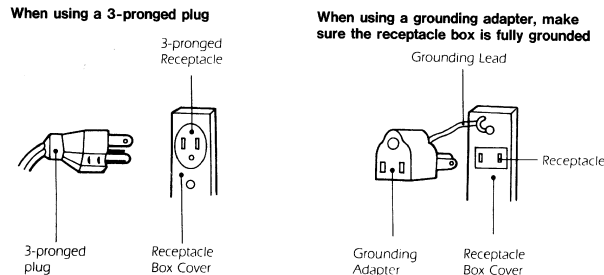 When using a 3-pronged plug
3-pronged
Receptacle
3-pronged
plug
Receptacle
Box Cover
When using a grounding adapter, make
sure the receptacle box is fully grounded
Grounding Lead
Receptacle
Grounding
Adapter
Receptacle
Box Cover